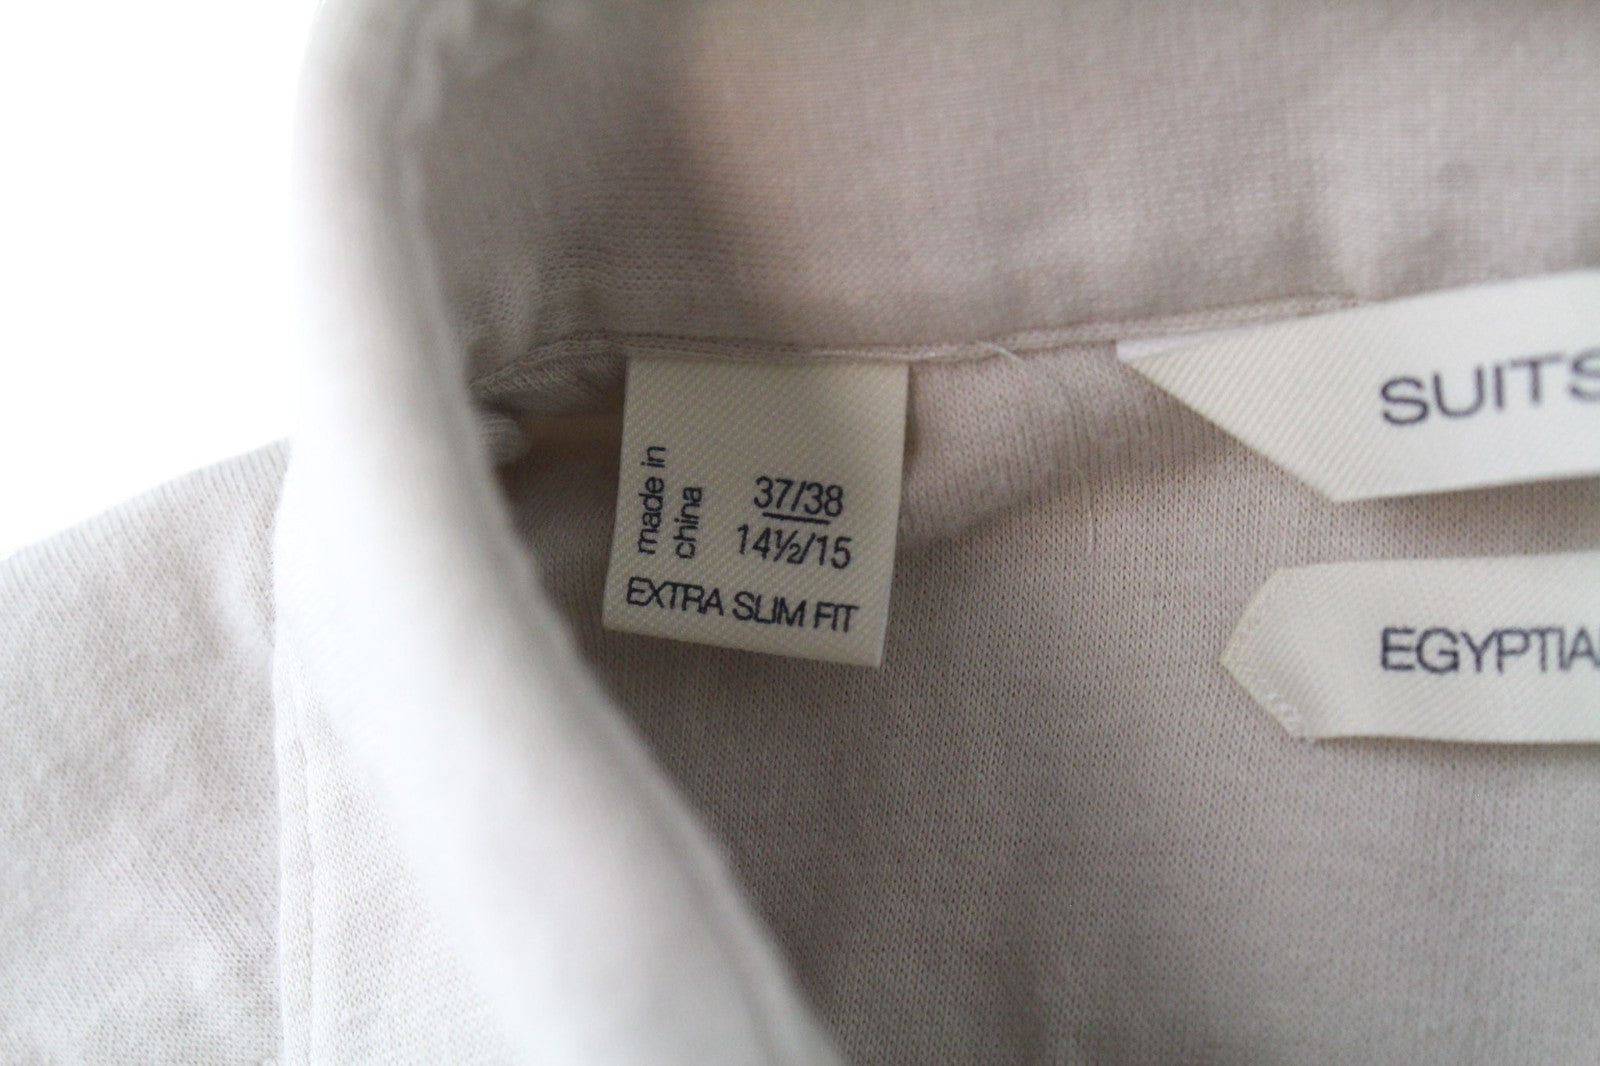 SUITS
made in
china
37/38
14½/15
EXTRA SLIM FIT
EGYPTIA